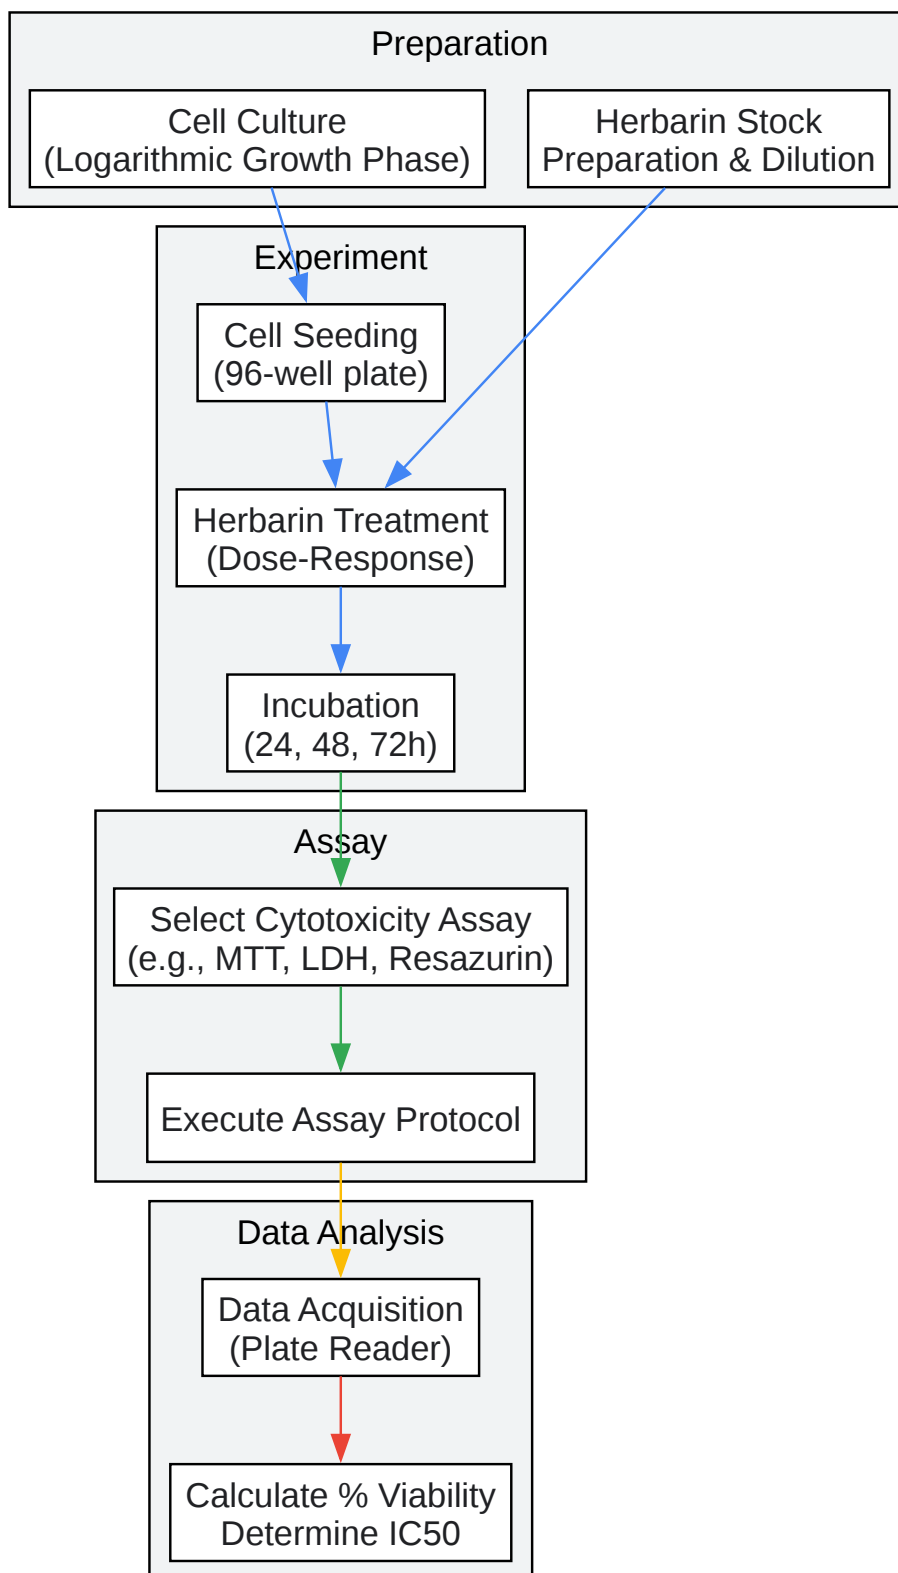 Preparation
Cell Culture
(Logarithmic Growth Phase)
Herbarin Stock
Preparation & Dilution
Experiment
Cell Seeding
(96-well plate)
Herbarin Treatment
(Dose-Response)
Incubation
(24, 48, 72h)
Assay
Select Cytotoxicity Assay
(e.g., MTT, LDH, Resazurin)
Execute Assay Protocol
Data Analysis
Data Acquisition
(Plate Reader)
Calculate % Viability
Determine IC50